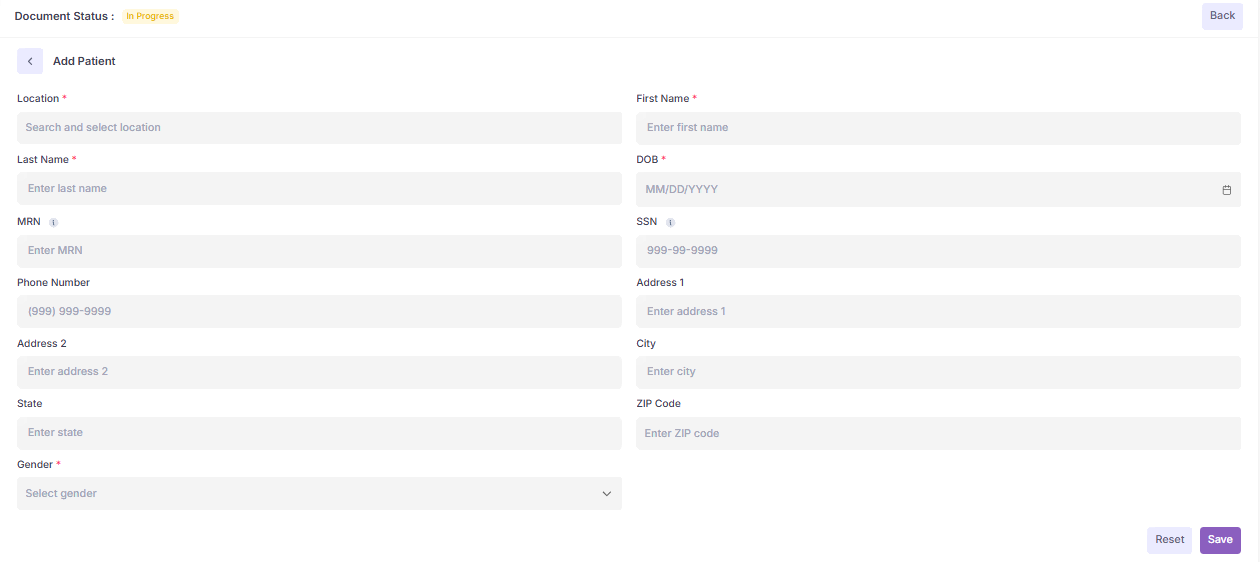 Document Status : In Progress Back
Add Patient
Location * First Name *
Search and select location Enter first name
Last Name * DOB *
Enter last name MM/DD/YYYY
MRN i SSN i
Enter MRN 999-99-9999
Phone Number Address 1
(999) 999-9999 Enter address 1
Address 2 City
Enter address 2 Enter city
State ZIP Code
Enter state Enter ZIP code
Gender *
Select gender
Reset Save